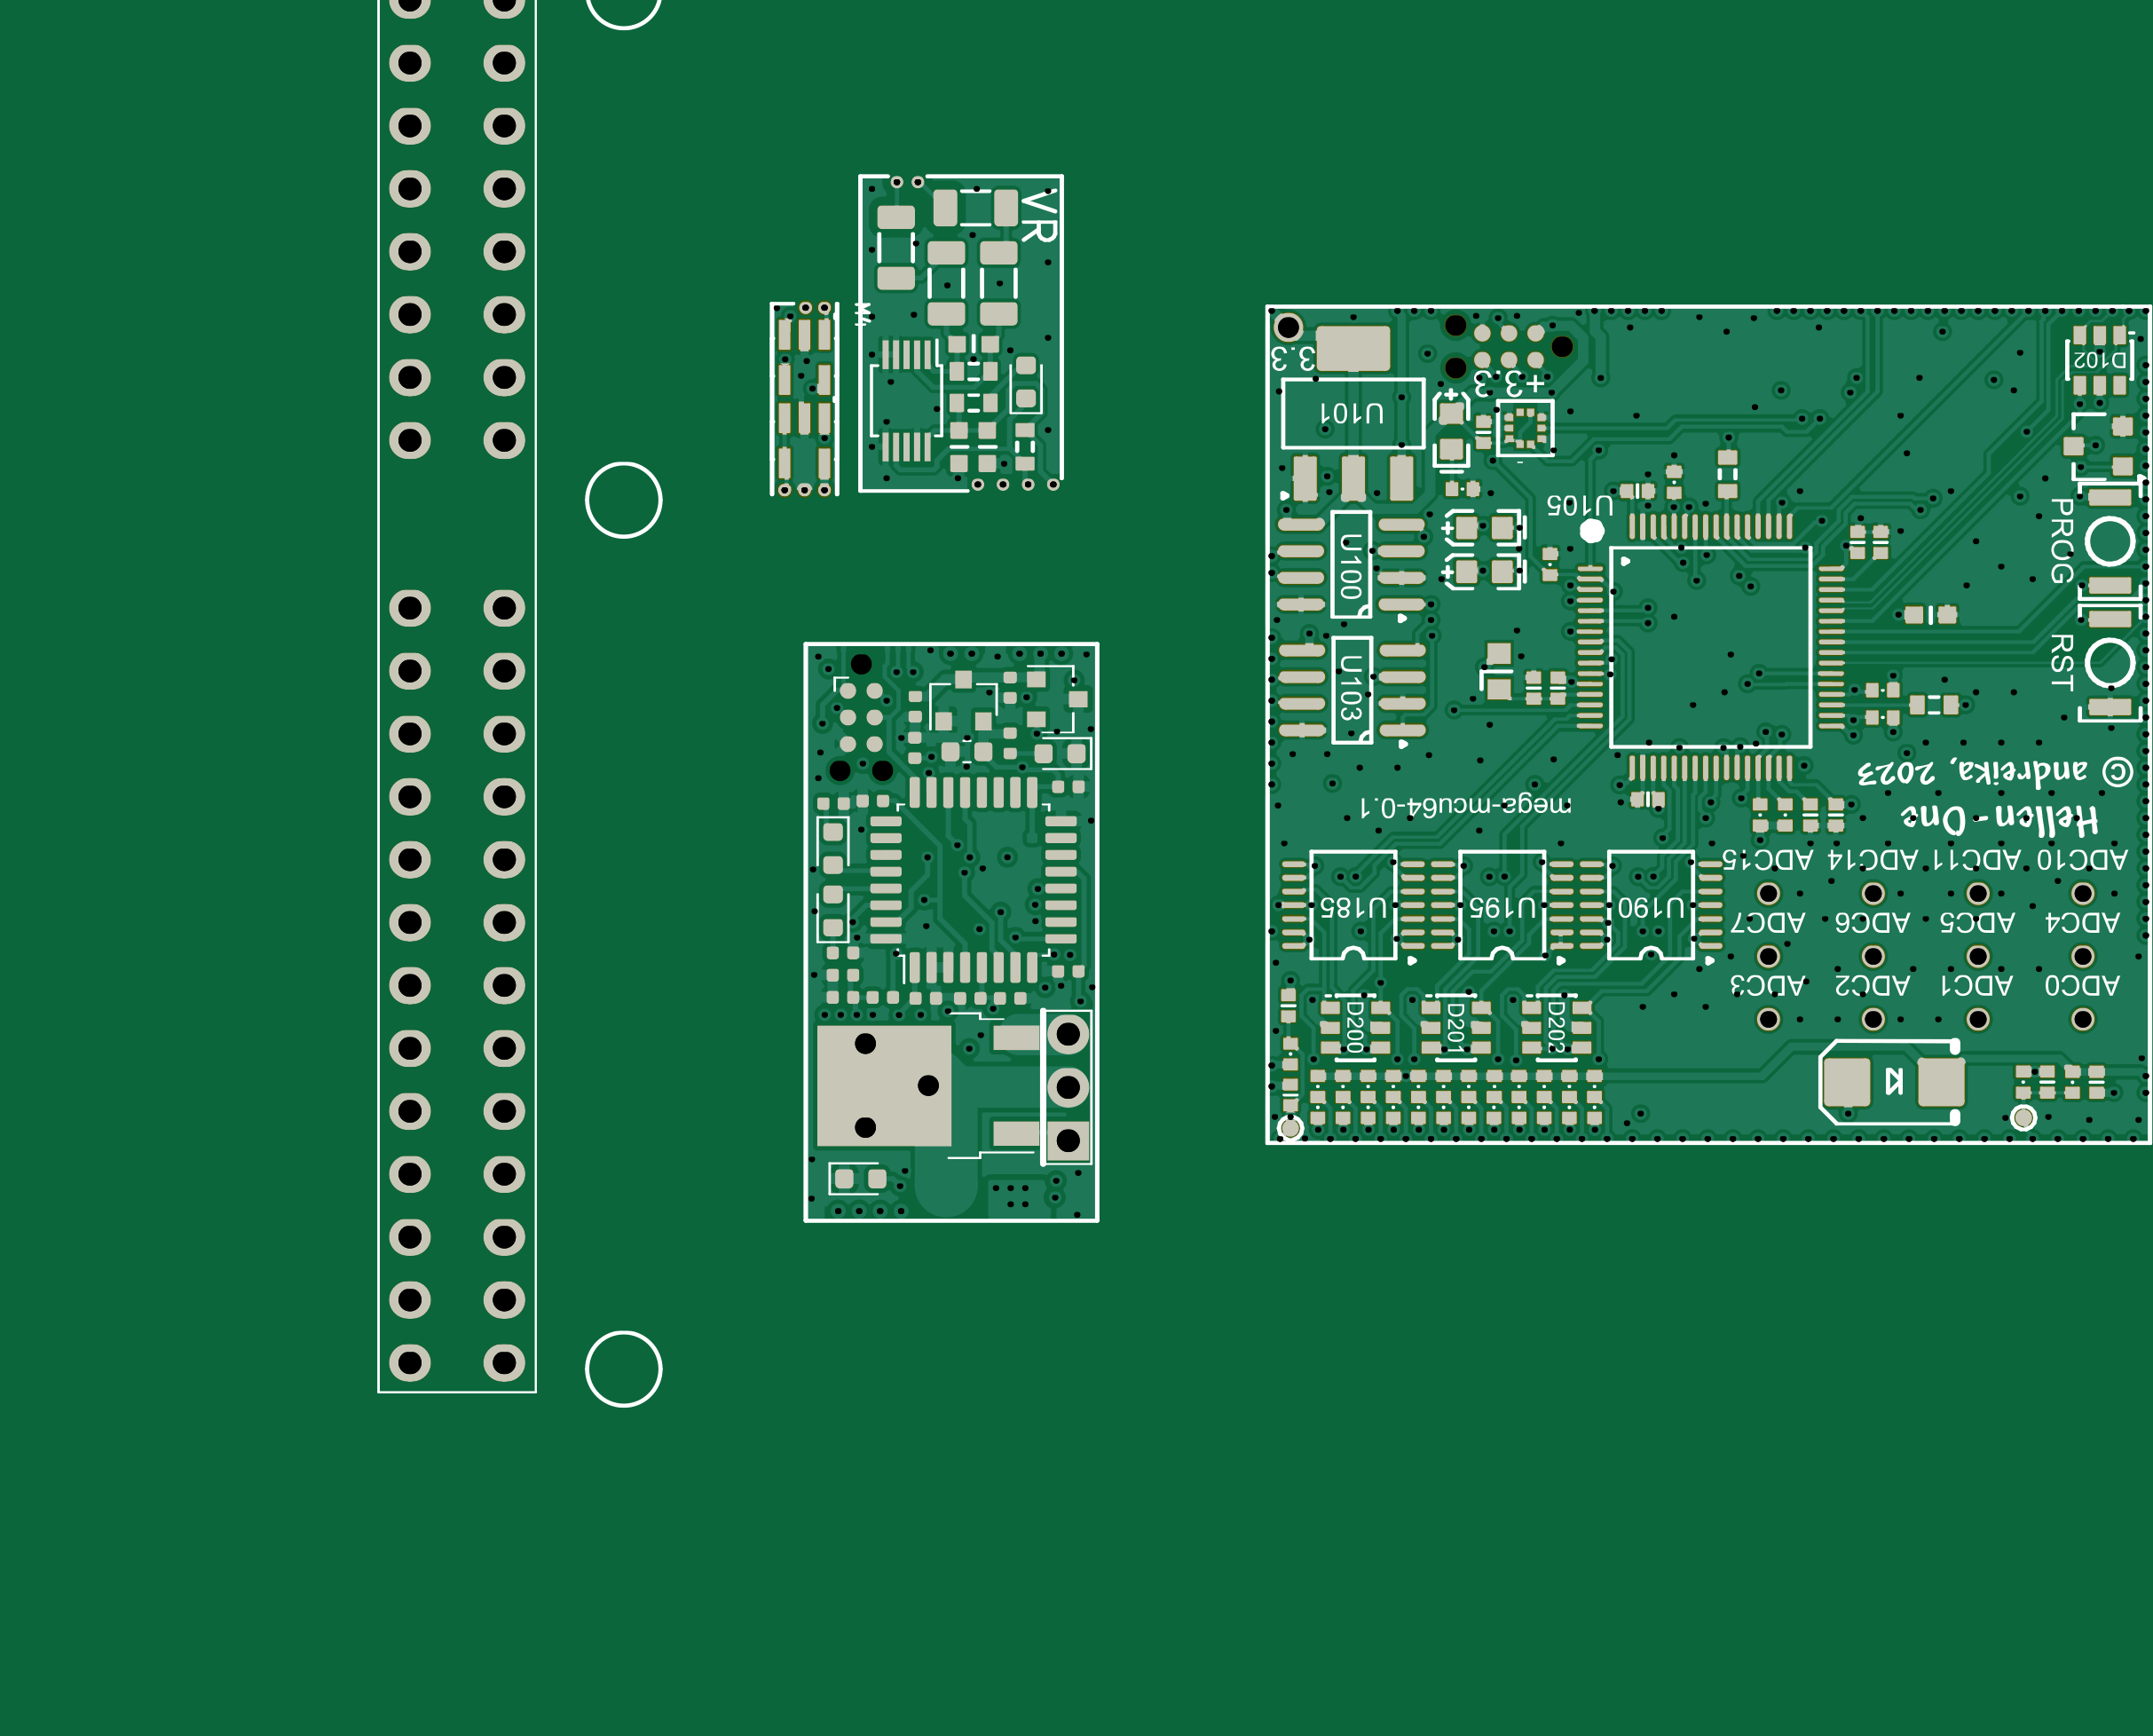 VR
3.3
+3.3
D102
U101
U105
U100
PROG
U103
RST
© andreika, 2023
mega-mcu64-0.1
Hellen-One
ADC15 ADC14 ADC11 ADC10
U185 U195 U190
ADC7 ADC6 ADC5 ADC4
ADC3 ADC2 ADC1 ADC0
D200 D201 D202
K